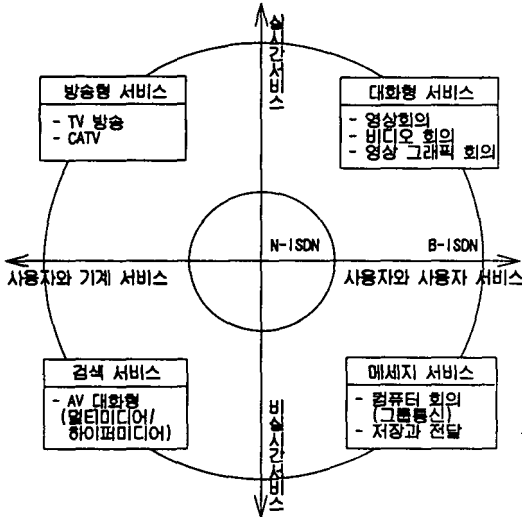 실시간서비스
방송형 서비스
- TV 방송
- CATV
대화형 서비스
- 영상회의
- 비디오 회의
- 영상 그래픽 회의
N-ISDN
B-ISDN
사용자와 기계 서비스
사용자와 사용자 서비스
검색 서비스
- AV 대화형
(멀티미디어/
하이퍼미디어)
메세지 서비스
- 컴퓨터 회의
(그룹통신)
- 저장과 전달
비실시간서비스